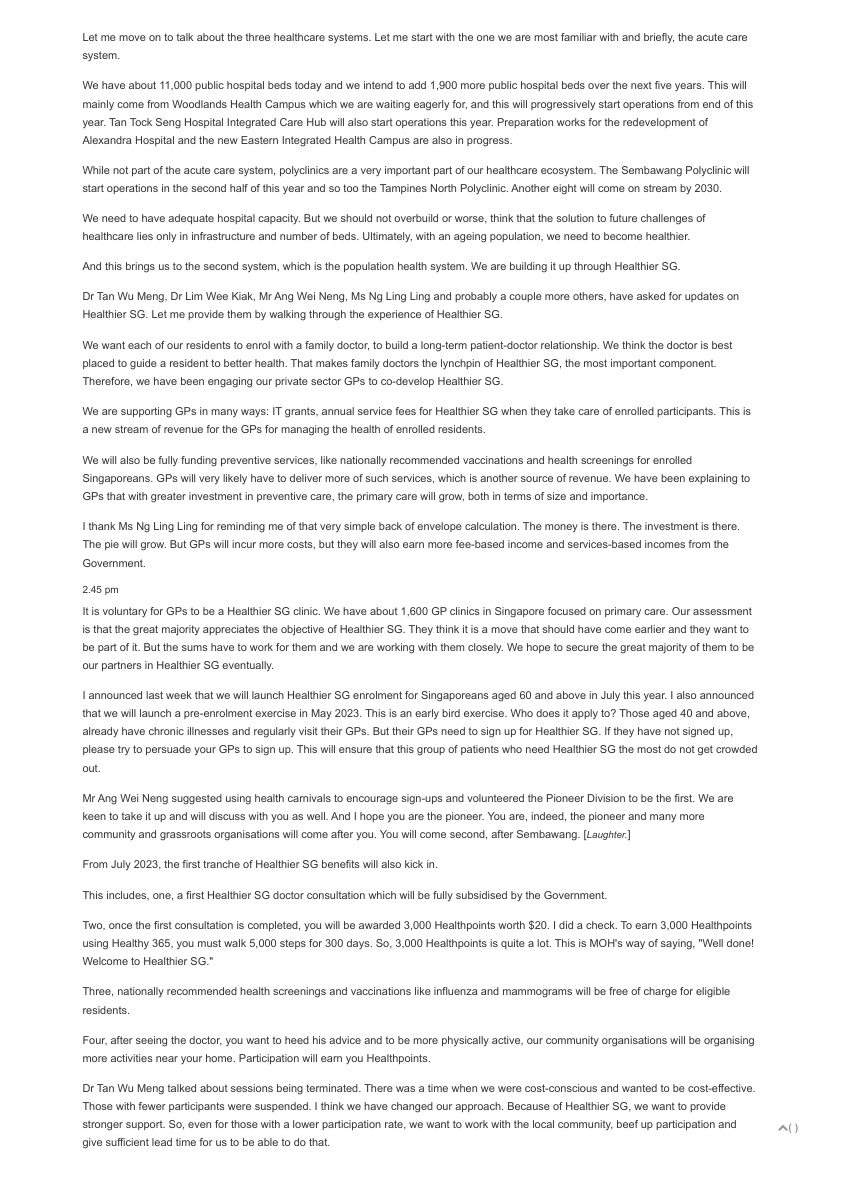 Let me move on to talk about the three healthcare systems. Let me start with the one we are most familiar with and briefly, the acute care
system.
We have about 11,000 public hospital beds today and we intend to add 1,900 more public hospital beds over the next five years. This will
mainly come from Woodlands Health Campus which we are waiting eagerly for, and this will progressively start operations from end of this
year. Tan Tock Seng Hospital Integrated Care Hub will also start operations this year. Preparation works for the redevelopment of
Alexandra Hospital and the new Eastern Integrated Health Campus are also in progress.
While not part of the acute care system, polyclinics are a very important part of our healthcare ecosystem. The Sembawang Polyclinic will
start operations in the second half of this year and so too the Tampines North Polyclinic. Another eight will come on stream by 2030.
We need to have adequate hospital capacity. But we should not overbuild or worse, think that the solution to future challenges of
healthcare lies only in infrastructure and number of beds. Ultimately, with an ageing population, we need to become healthier.
And this brings us to the second system, which is the population health system. We are building it up through Healthier SG.
Dr Tan Wu Meng, Dr Lim Wee Kiak, Mr Ang Wei Neng, Ms Ng Ling Ling and probably a couple more others, have asked for updates on
Healthier SG. Let me provide them by walking through the experience of Healthier SG.
We want each of our residents to enrol with a family doctor, to build a long-term patient-doctor relationship. We think the doctor is best
placed to guide a resident to better health. That makes family doctors the lynchpin of Healthier SG, the most important component.
Therefore, we have been engaging our private sector GPs to co-develop Healthier SG.
We are supporting GPs in many ways: IT grants, annual service fees for Healthier SG when they take care of enrolled participants. This is
a new stream of revenue for the GPs for managing the health of enrolled residents.
We will also be fully funding preventive services, like nationally recommended vaccinations and health screenings for enrolled
Singaporeans. GPs will very likely have to deliver more of such services, which is another source of revenue. We have been explaining to
GPs that with greater investment in preventive care, the primary care will grow, both in terms of size and importance.
I thank Ms Ng Ling Ling for reminding me of that very simple back of envelope calculation. The money is there. The investment is there.
The pie will grow. But GPs will incur more costs, but they will also earn more fee-based income and services-based incomes from the
Government.
2.45 pm
It is voluntary for GPs to be a Healthier SG clinic. We have about 1,600 GP clinics in Singapore focused on primary care. Our assessment
is that the great majority appreciates the objective of Healthier SG. They think it is a move that should have come earlier and they want to
be part of it. But the sums have to work for them and we are working with them closely. We hope to secure the great majority of them to be
our partners in Healthier SG eventually.
I announced last week that we will launch Healthier SG enrolment for Singaporeans aged 60 and above in July this year. I also announced
that we will launch a pre-enrolment exercise in May 2023. This is an early bird exercise. Who does it apply to? Those aged 40 and above,
already have chronic illnesses and regularly visit their GPs. But their GPs need to sign up for Healthier SG. If they have not signed up,
please try to persuade your GPs to sign up. This will ensure that this group of patients who need Healthier SG the most do not get crowded
out.
Mr Ang Wei Neng suggested using health carnivals to encourage sign-ups and volunteered the Pioneer Division to be the first. We are
keen to take it up and will discuss with you as well. And I hope you are the pioneer. You are, indeed, the pioneer and many more
community and grassroots organisations will come after you. You will come second, after Sembawang. [Laughter.]
From July 2023, the first tranche of Healthier SG benefits will also kick in.
This includes, one, a first Healthier SG doctor consultation which will be fully subsidised by the Government.
Two, once the first consultation is completed, you will be awarded 3,000 Healthpoints worth $20. I did a check. To earn 3,000 Healthpoints
using Healthy 365, you must walk 5,000 steps for 300 days. So, 3,000 Healthpoints is quite a lot. This is MOH's way of saying, "Well done!
Welcome to Healthier SG."
Three, nationally recommended health screenings and vaccinations like influenza and mammograms will be free of charge for eligible
residents.
Four, after seeing the doctor, you want to heed his advice and to be more physically active, our community organisations will be organising
more activities near your home. Participation will earn you Healthpoints.
Dr Tan Wu Meng talked about sessions being terminated. There was a time when we were cost-conscious and wanted to be cost-effective.
Those with fewer participants were suspended. I think we have changed our approach. Because of Healthier SG, we want to provide
stronger support. So, even for those with a lower participation rate, we want to work with the local community, beef up participation and
give sufficient lead time for us to be able to do that.
( )